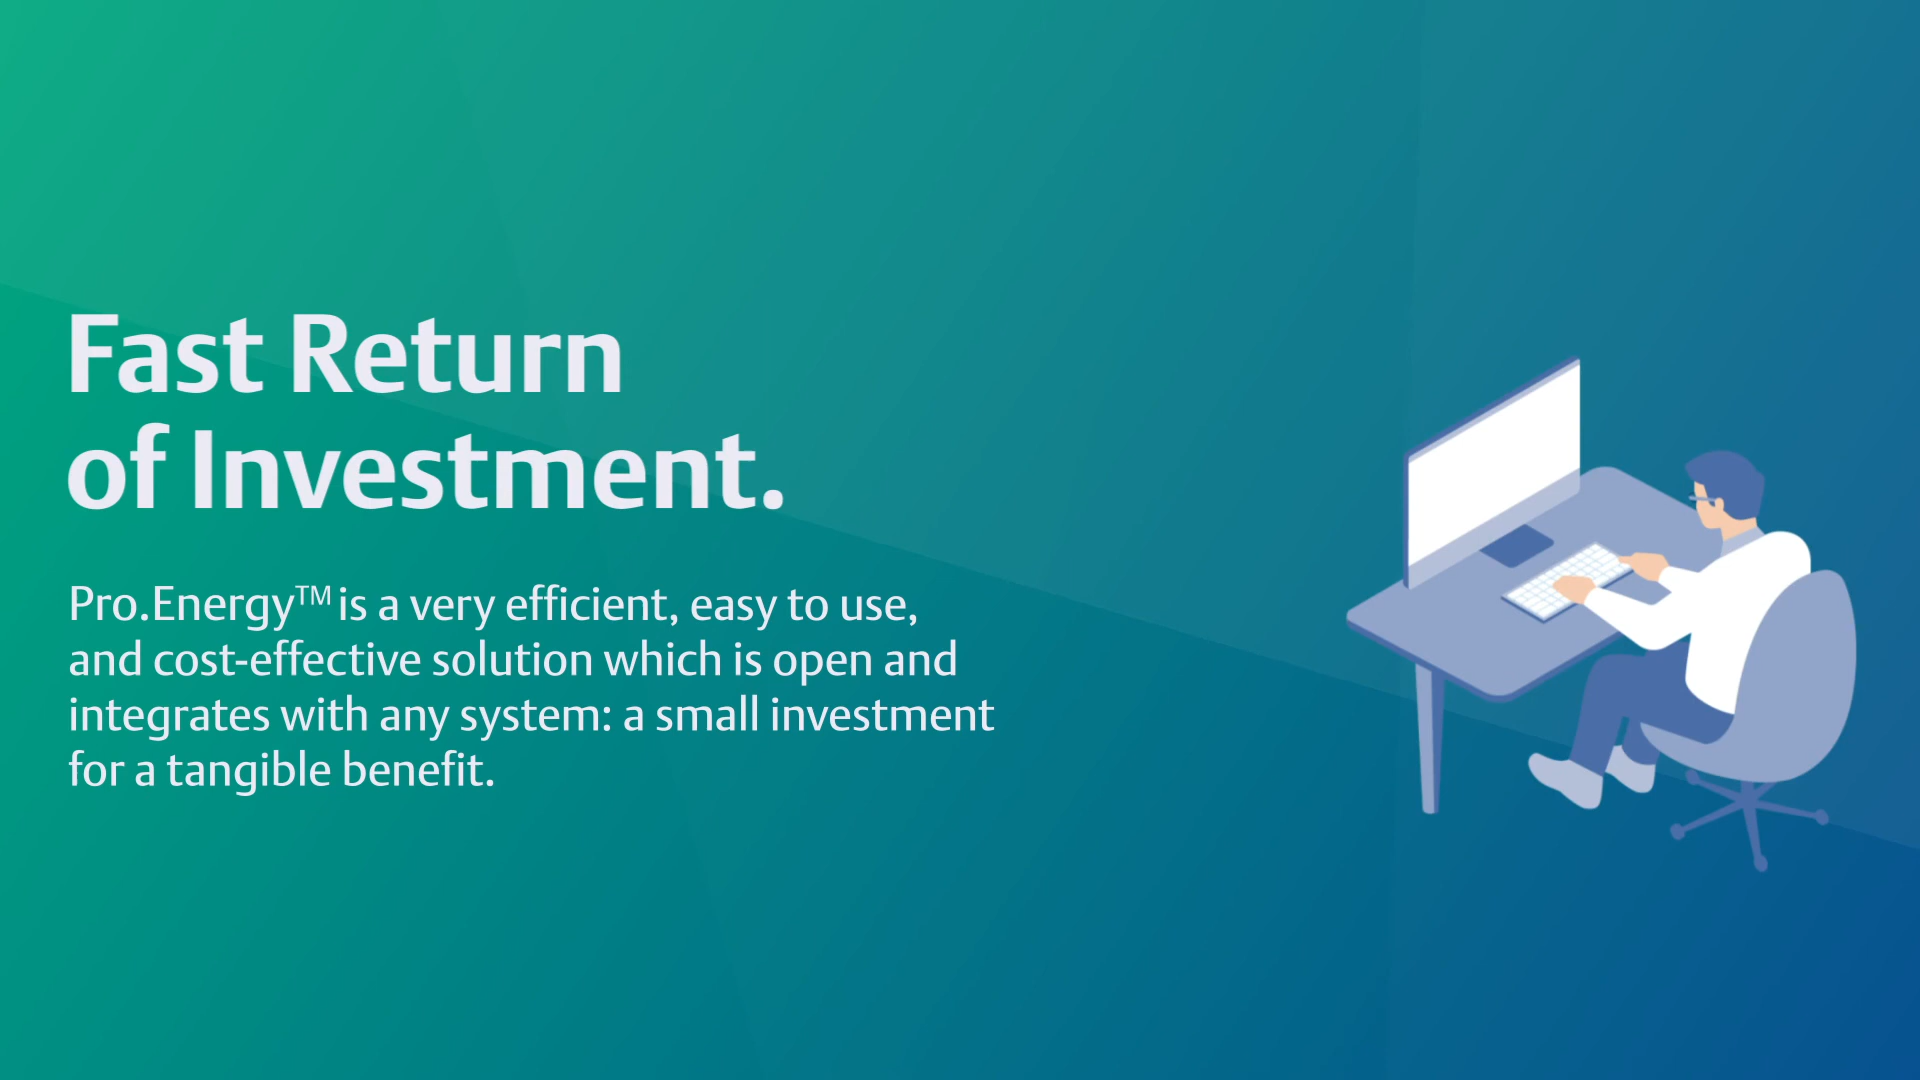 Fast Return
of Investment.
Pro.Energy™ is a very efficient, easy to use,
and cost-effective solution which is open and
integrates with any system: a small investment
for a tangible benefit.